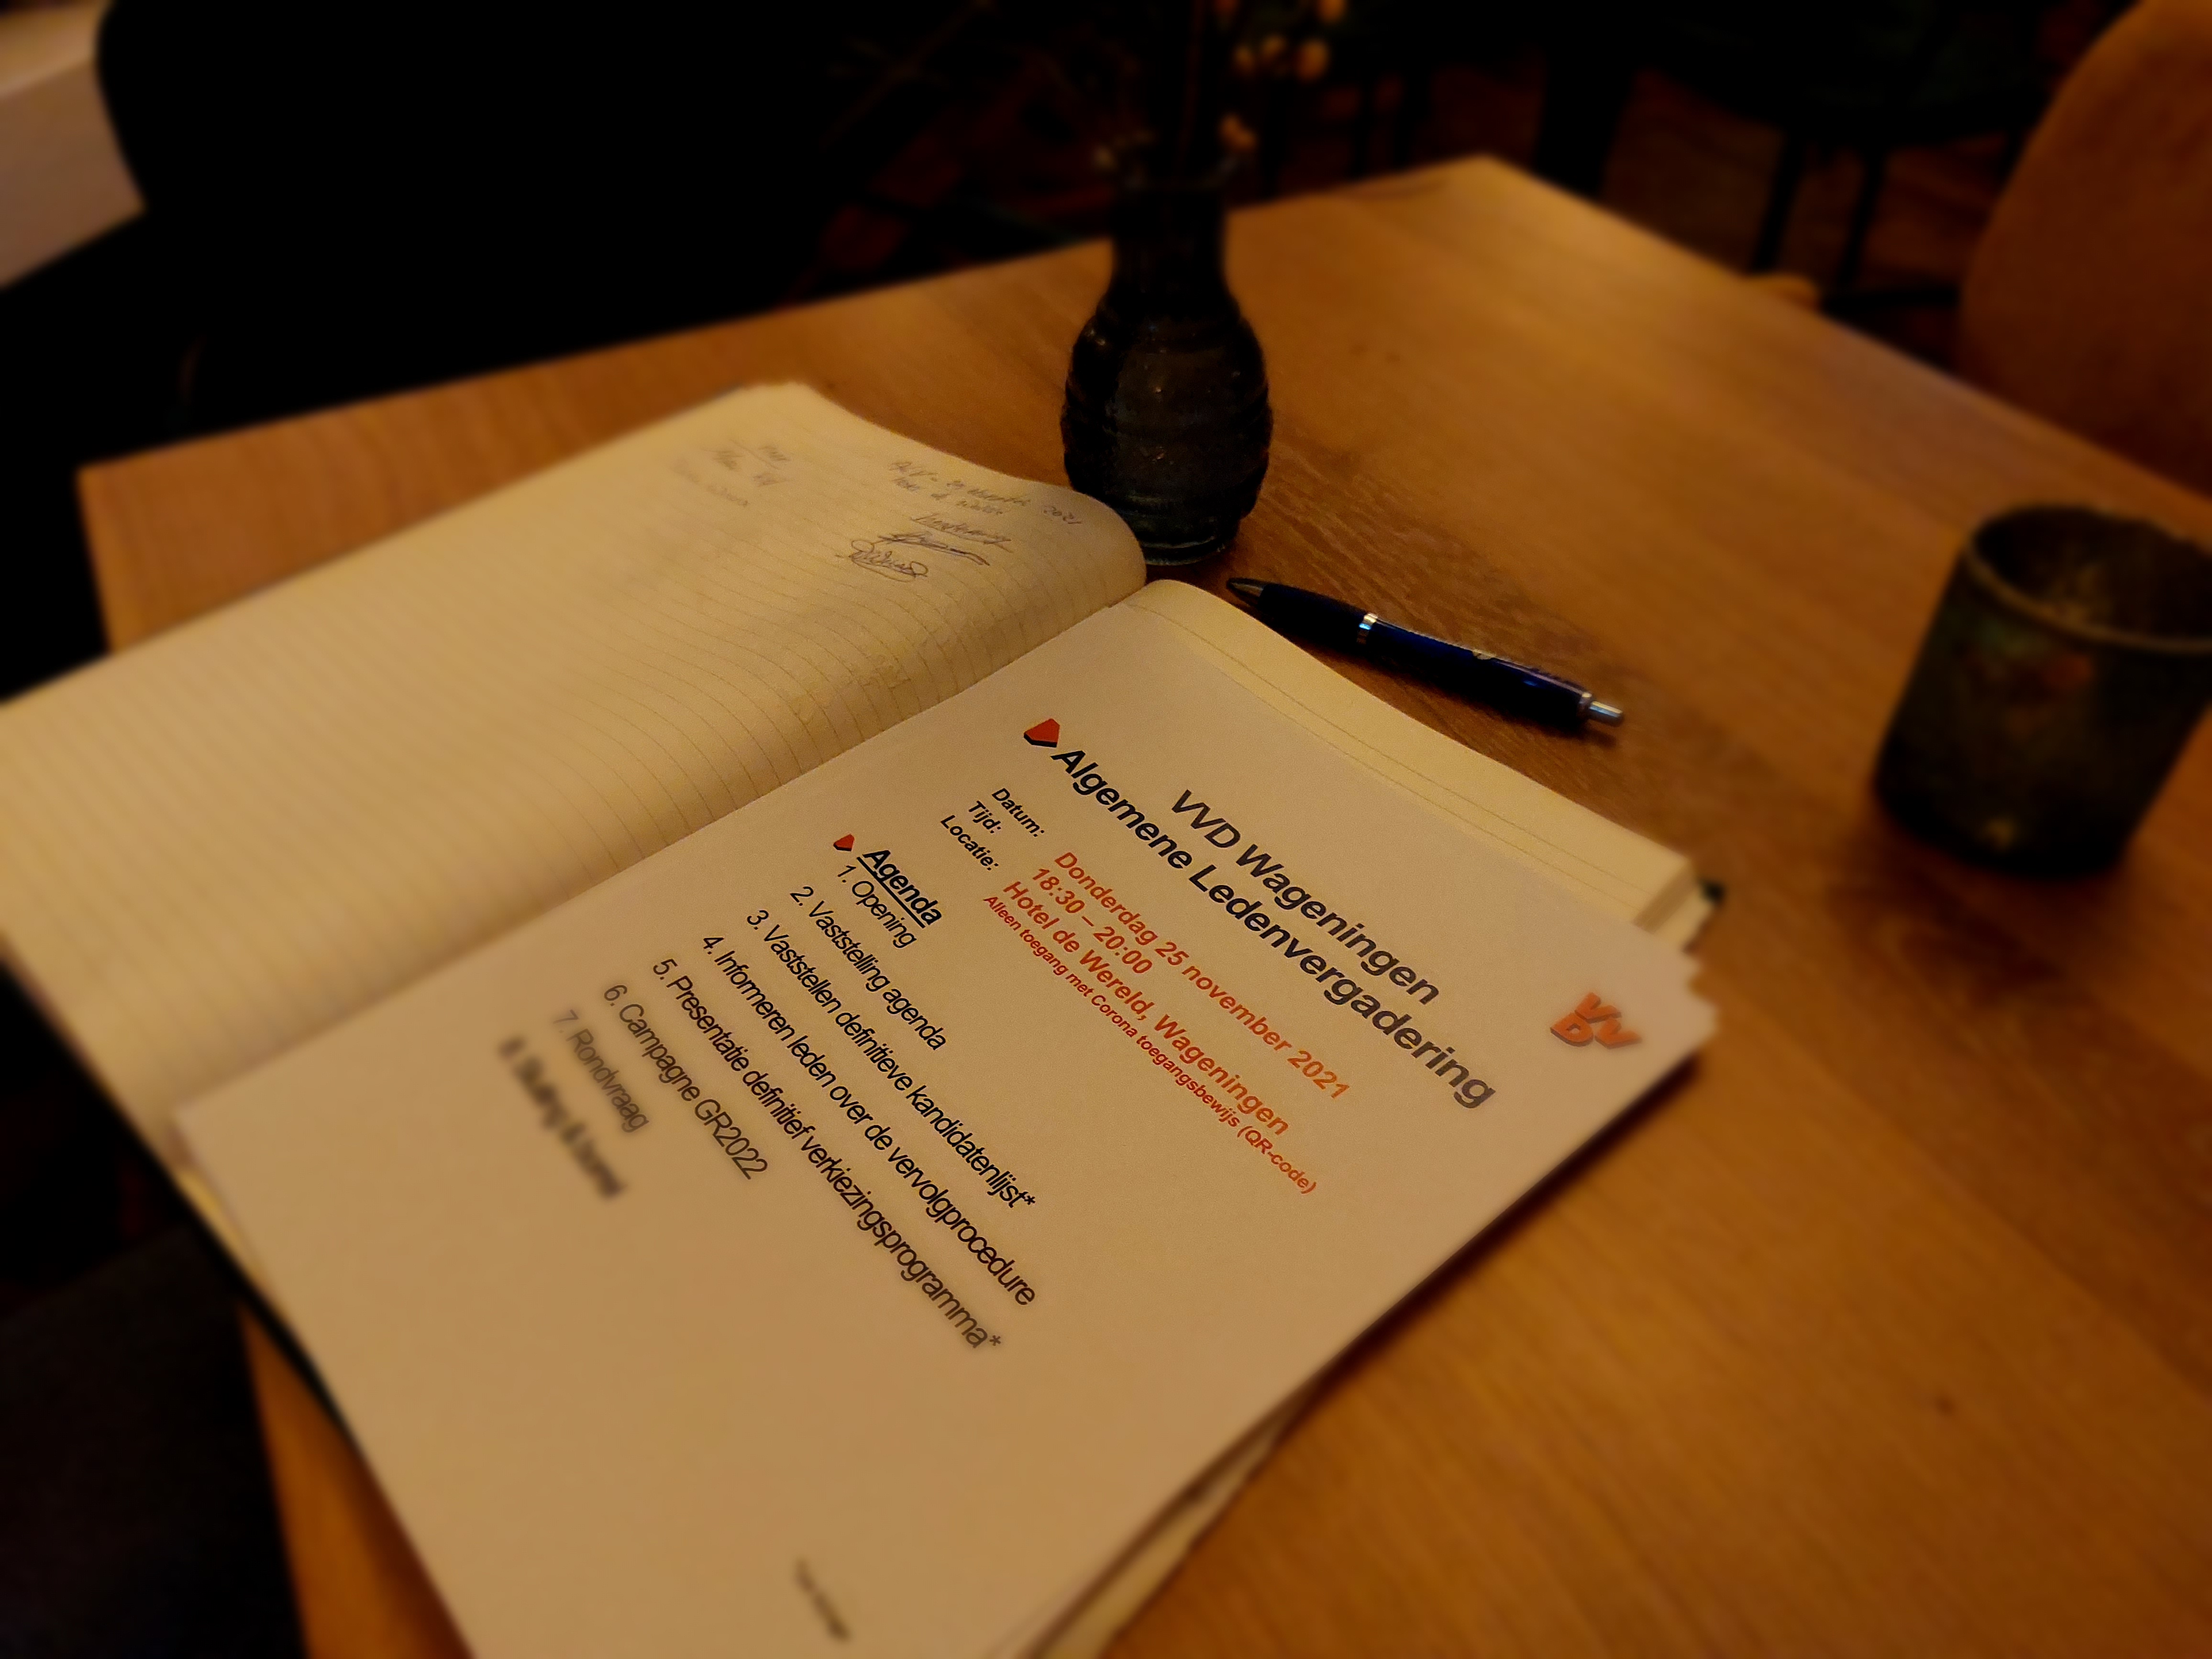 VVD Wageningen
Algemene Ledenvergadering
VVD
Datum: Donderdag 25 november 2021
Tijd: 18:30 – 20:00
Locatie: Hotel de Wereld, Wageningen
Alleen toegang met Corona toegangsbewijs (QR-code)
Agenda
1. Opening
2. Vaststelling agenda
3. Vaststellen definitieve kandidatenlijst*
4. Informeren leden over de vervolgprocedure
5. Presentatie definitief verkiezingsprogramma*
6. Campagne GR2022
7. Rondvraag
8. Sluiting & borrel